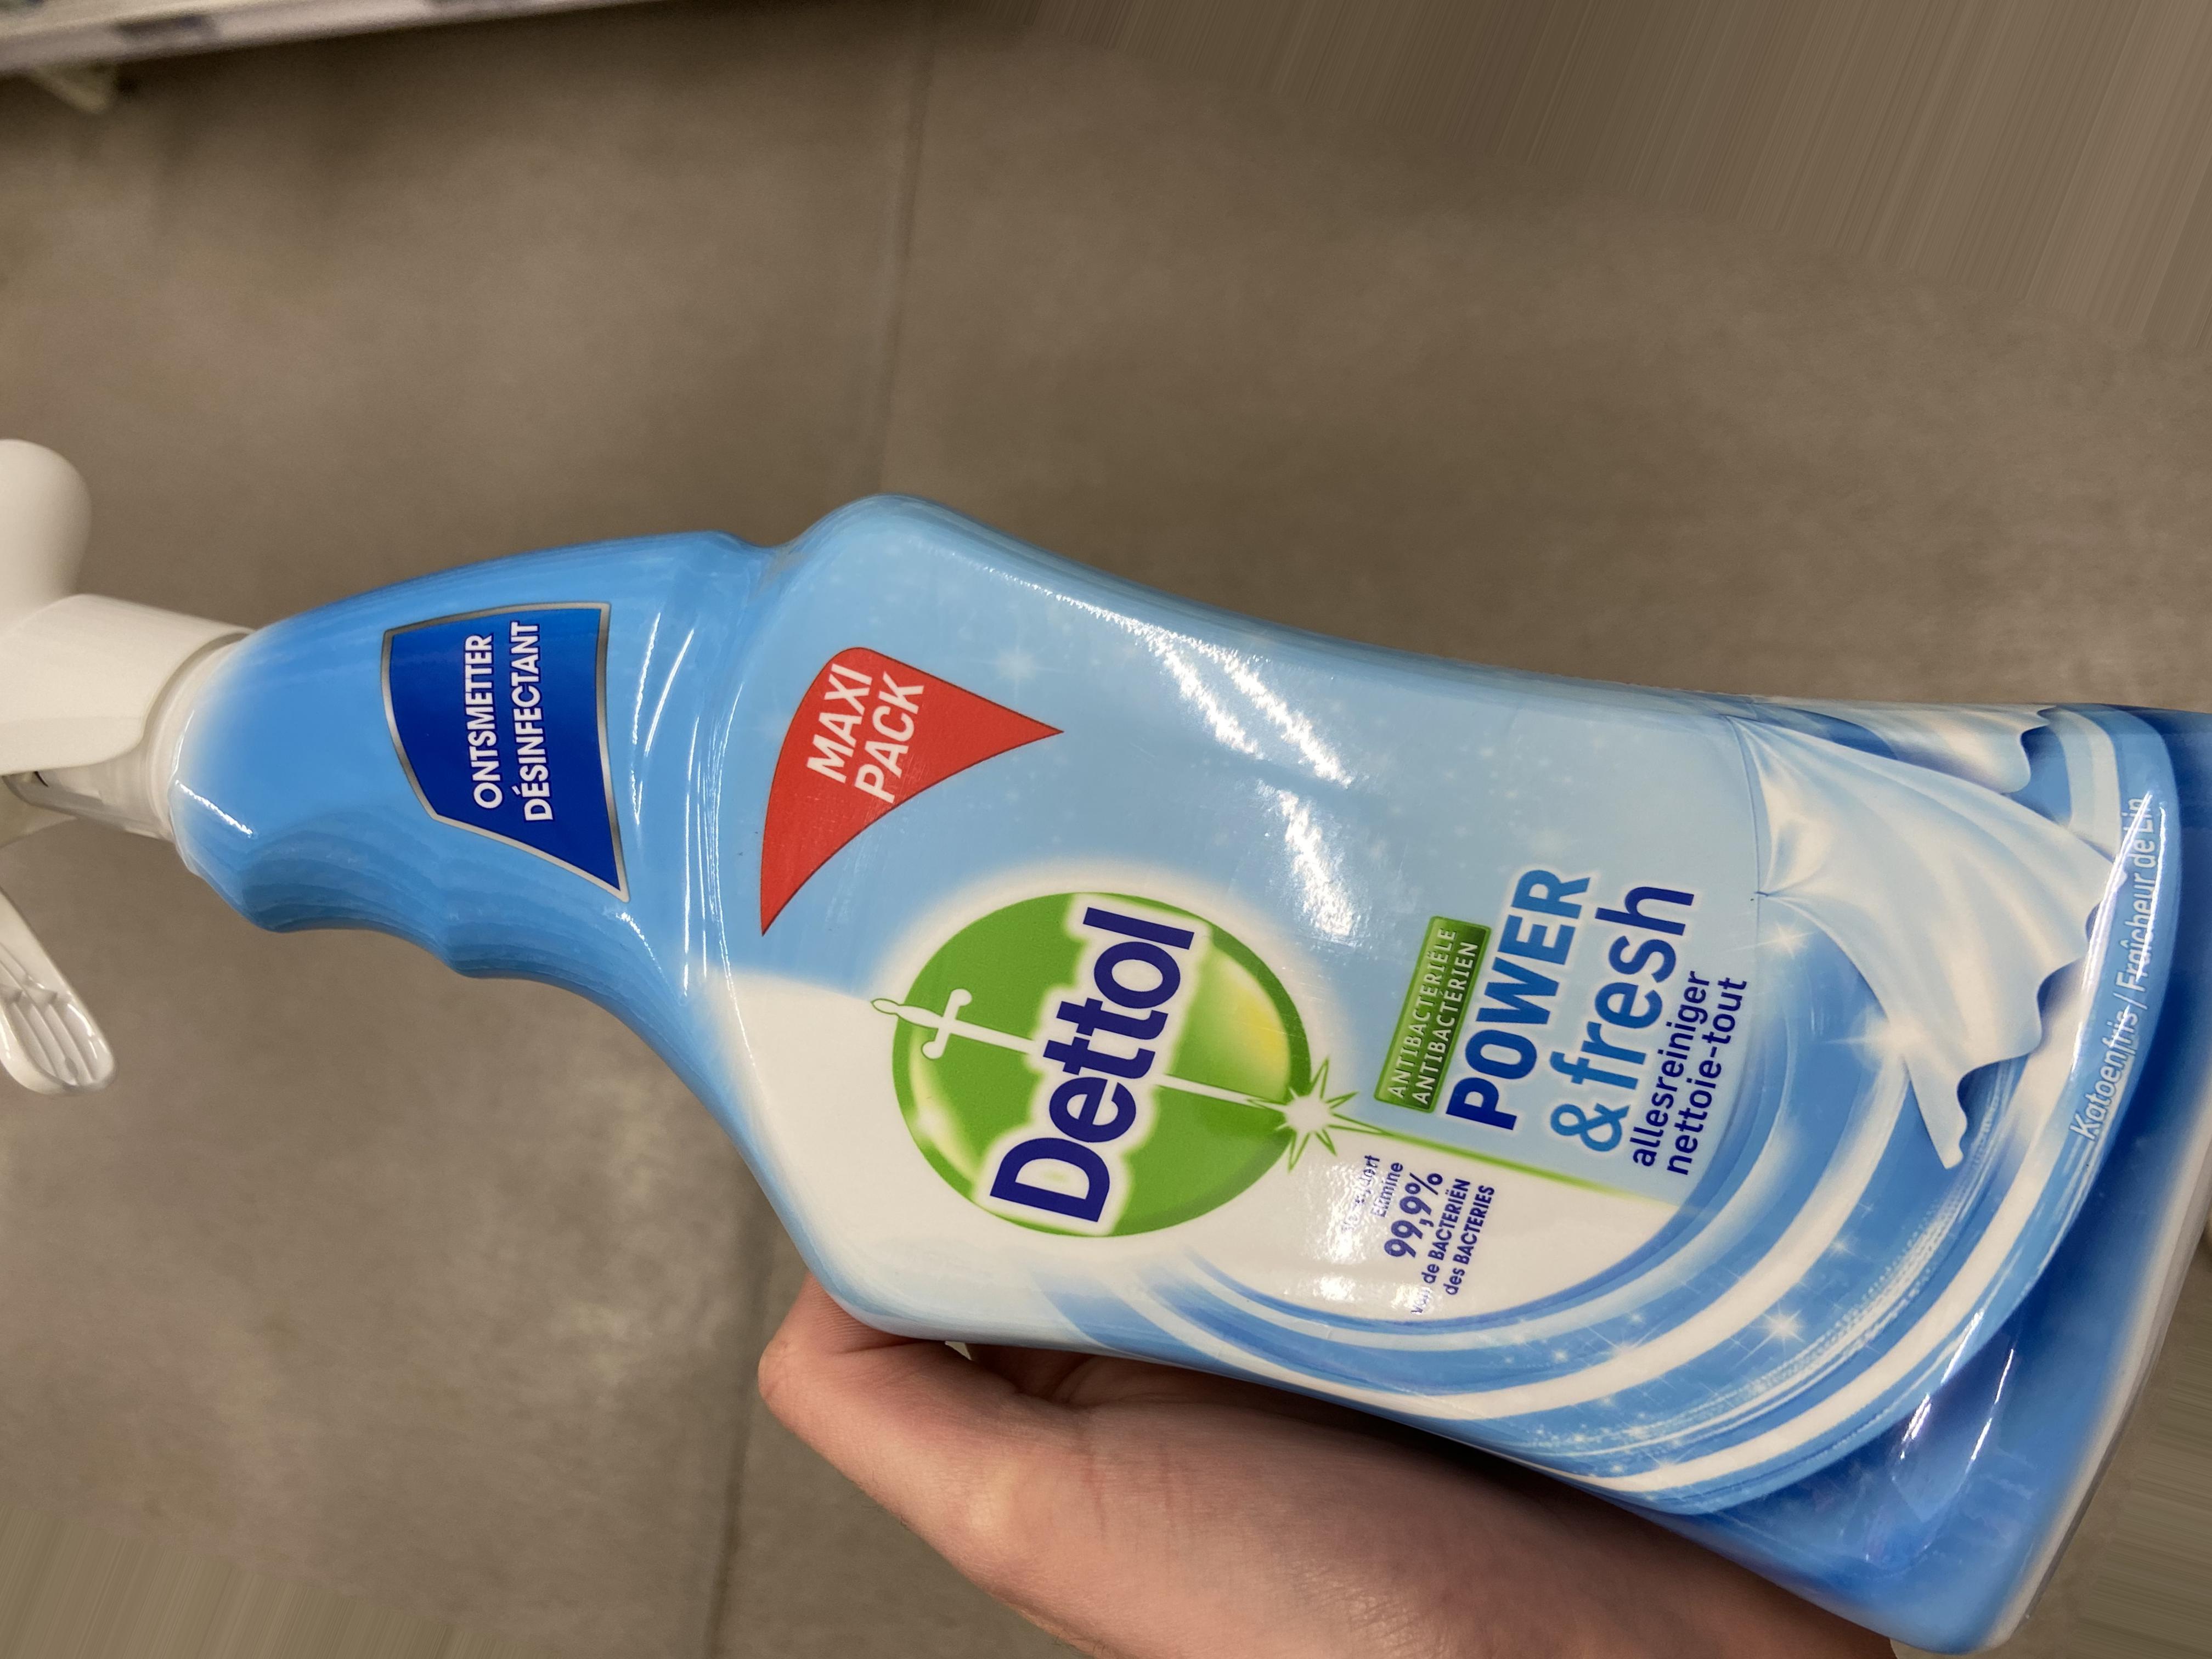 ONTSMETTER
DÉSINFECTANT
MAXI
PACK
Dettol
ANTIBACTERIËLE
ANTIBACTÉRIEN
POWER
& fresh
allesreiniger
nettoie-tout
Élimine
99,9%
van de BACTERIËN
des BACTERIES
Katoenfris / Fraîcheur de Lin